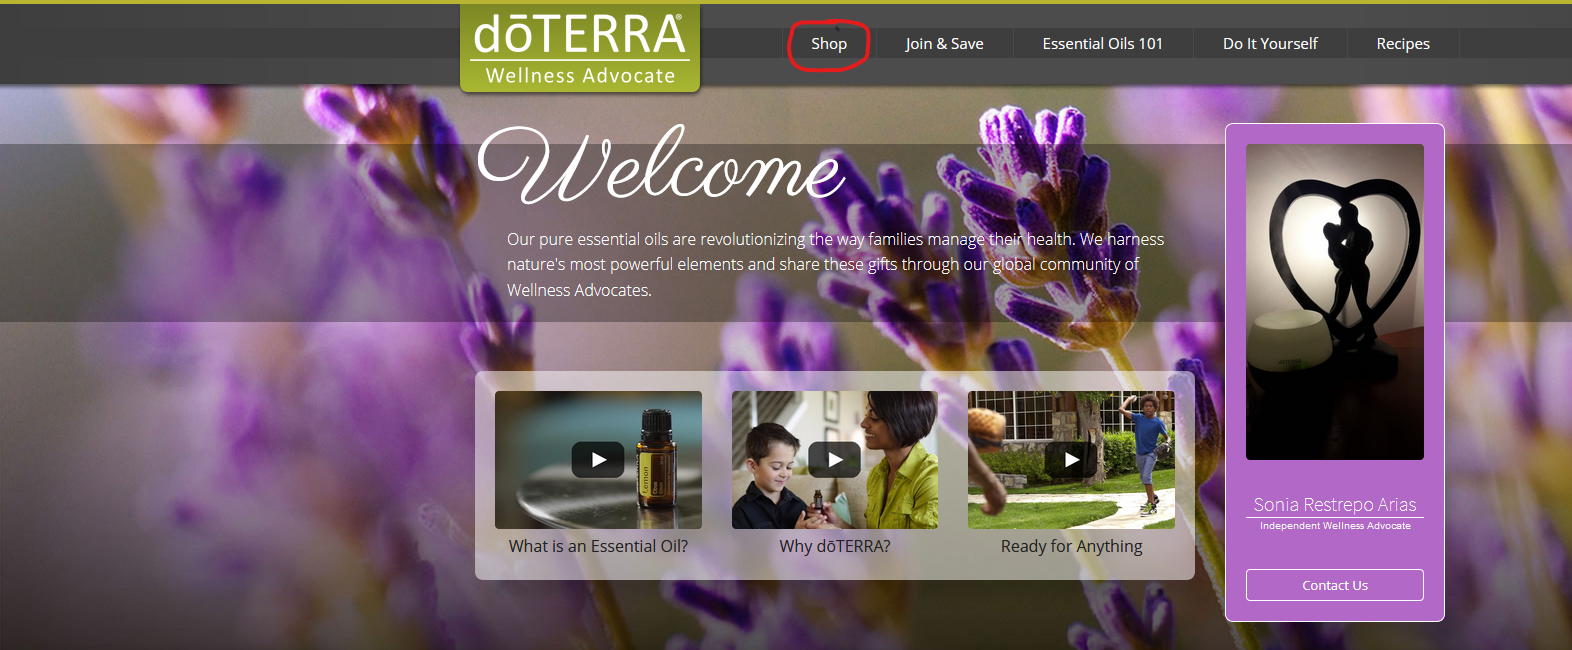 dōTERRA®
Wellness Advocate
Shop
Join & Save
Essential Oils 101
Do It Yourself
Recipes
Welcome
Our pure essential oils are revolutionizing the way families manage their health. We harness
nature's most powerful elements and share these gifts through our global community of
Wellness Advocates.
Lemon
What is an Essential Oil?
Why dōTERRA?
Ready for Anything
Sonia Restrepo Arias
Independent Wellness Advocate
Contact Us